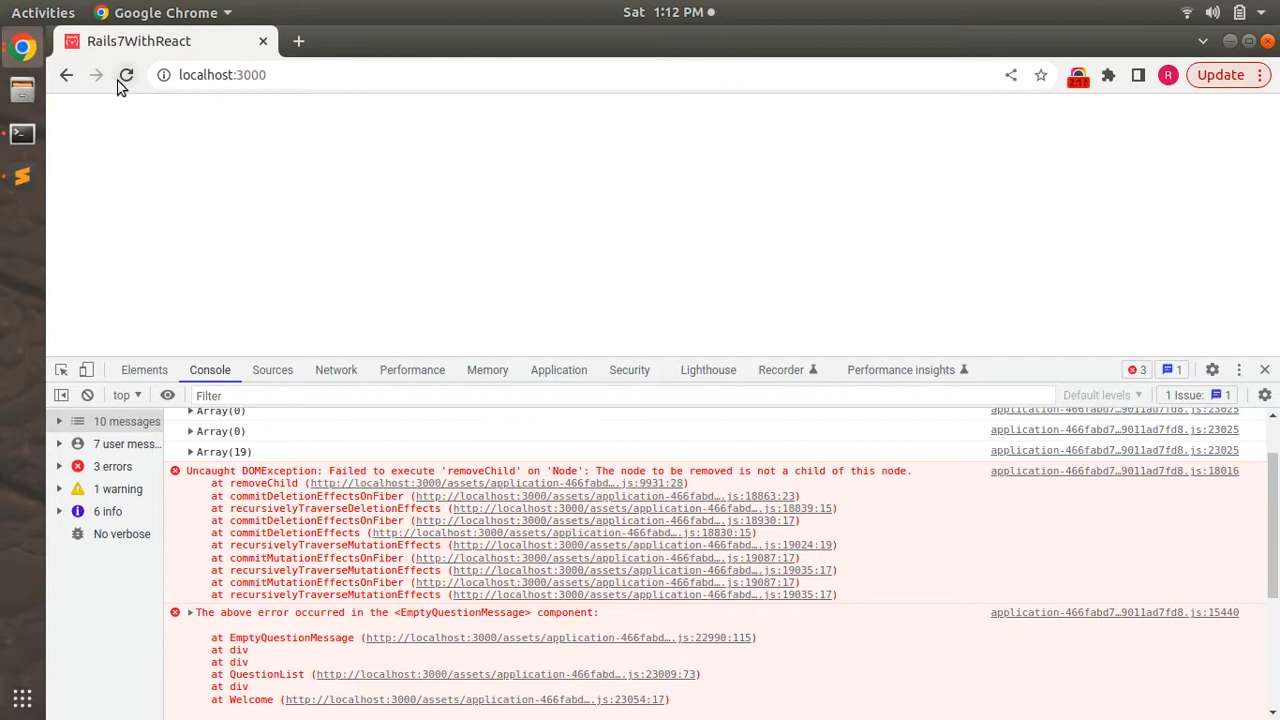 Activities Google Chrome Sat 1:12 PM
Rails7WithReact
localhost:3000 2:17 R Update
Elements Console Sources Network Performance Memory Application Security Lighthouse Recorder Performance insights 3 1
top Filter Default levels 1 Issue: 1
Array(0) application-466fabd7…9011ad7fd8.js:23025
10 messages
Array(0) application-466fabd7…9011ad7fd8.js:23025
7 user mess…
Array(19) application-466fabd7…9011ad7fd8.js:23025
3 errors
Uncaught DOMException: Failed to execute 'removeChild' on 'Node': The node to be removed is not a child of this node. application-466fabd7…9011ad7fd8.js:18016
at removeChild (http://localhost:3000/assets/application-466fabd….js:9931:28)
1 warning
at commitDeletionEffectsOnFiber (http://localhost:3000/assets/application-466fabd….js:18863:23)
6 info
at recursivelyTraverseDeletionEffects (http://localhost:3000/assets/application-466fabd….js:18839:15)
at commitDeletionEffectsOnFiber (http://localhost:3000/assets/application-466fabd….js:18930:17)
No verbose
at commitDeletionEffects (http://localhost:3000/assets/application-466fabd….js:18830:15)
at recursivelyTraverseMutationEffects (http://localhost:3000/assets/application-466fabd….js:19024:19)
at commitMutationEffectsOnFiber (http://localhost:3000/assets/application-466fabd….js:19087:17)
at recursivelyTraverseMutationEffects (http://localhost:3000/assets/application-466fabd….js:19035:17)
at commitMutationEffectsOnFiber (http://localhost:3000/assets/application-466fabd….js:19087:17)
at recursivelyTraverseMutationEffects (http://localhost:3000/assets/application-466fabd….js:19035:17)
The above error occurred in the <EmptyQuestionMessage> component: application-466fabd7…9011ad7fd8.js:15440
at EmptyQuestionMessage (http://localhost:3000/assets/application-466fabd….js:22990:115)
at div
at div
at QuestionList (http://localhost:3000/assets/application-466fabd….js:23009:73)
at div
at Welcome (http://localhost:3000/assets/application-466fabd….js:23054:17)